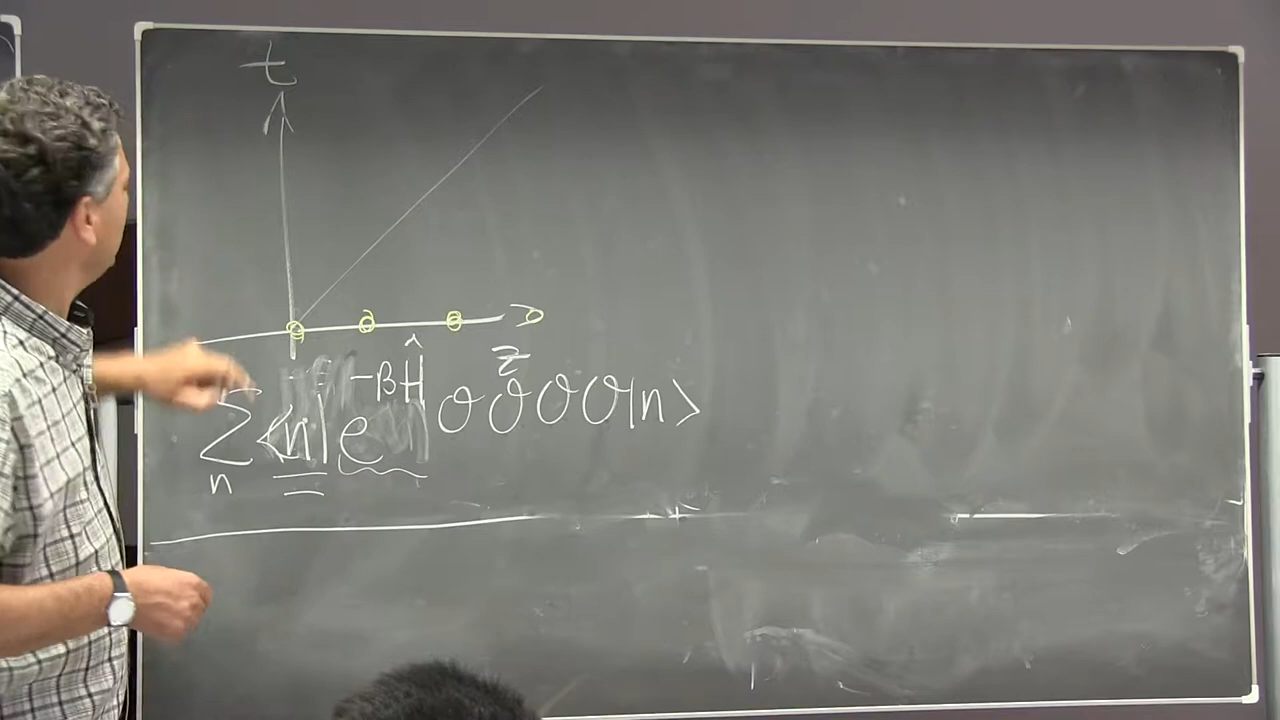 t
z
∑ₙ ⟨n| e^{-βĤ} O O O O |n⟩